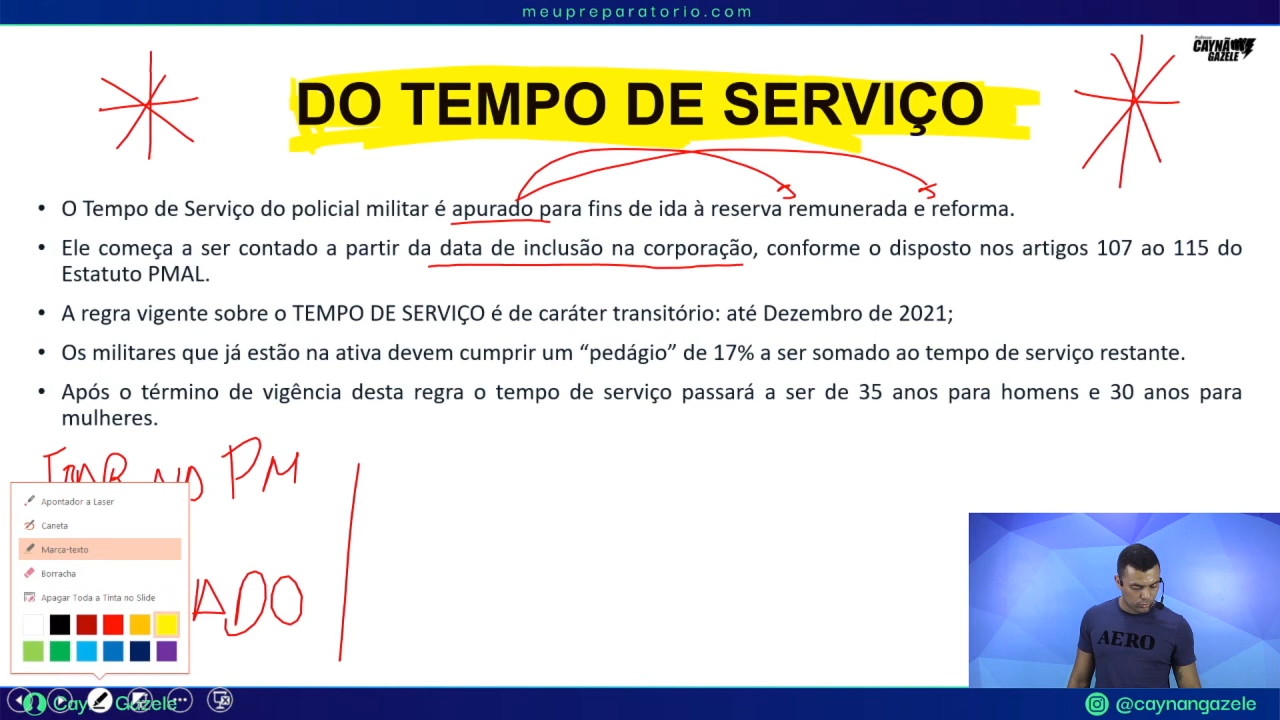 meupreparatorio.com
Professor
CAYNÃ
GAZELE
DO TEMPO DE SERVIÇO
• O Tempo de Serviço do policial militar é apurado para fins de ida à reserva remunerada e reforma.
• Ele começa a ser contado a partir da data de inclusão na corporação, conforme o disposto nos artigos 107 ao 115 do
Estatuto PMAL.
• A regra vigente sobre o TEMPO DE SERVIÇO é de caráter transitório: até Dezembro de 2021;
• Os militares que já estão na ativa devem cumprir um “pedágio” de 17% a ser somado ao tempo de serviço restante.
• Após o término de vigência desta regra o tempo de serviço passará a ser de 35 anos para homens e 30 anos para
mulheres.
PM
Apontador a Laser
Caneta
Marca-texto
Borracha
Apagar Toda a Tinta no Slide
ADO
AERO
Gazele
@caynangazele